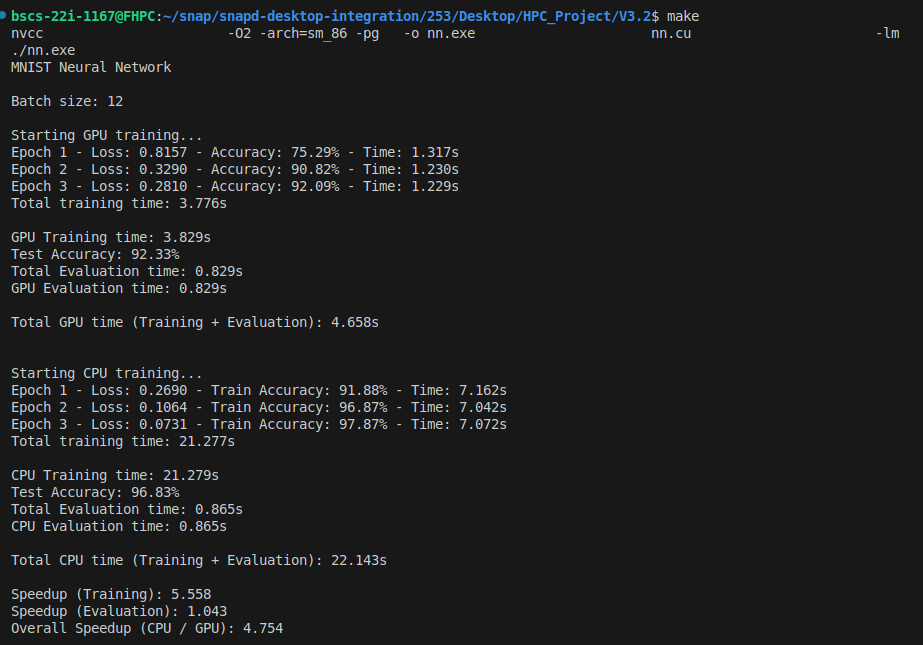 bscs-22i-1167@FHPC:~/snap/snapd-desktop-integration/253/Desktop/HPC_Project/V3.2$ make
nvcc -O2 -arch=sm_86 -pg -o nn.exe nn.cu -lm
./nn.exe
MNIST Neural Network
Batch size: 12
Starting GPU training...
Epoch 1 - Loss: 0.8157 - Accuracy: 75.29% - Time: 1.317s
Epoch 2 - Loss: 0.3290 - Accuracy: 90.82% - Time: 1.230s
Epoch 3 - Loss: 0.2810 - Accuracy: 92.09% - Time: 1.229s
Total training time: 3.776s
GPU Training time: 3.829s
Test Accuracy: 92.33%
Total Evaluation time: 0.829s
GPU Evaluation time: 0.829s
Total GPU time (Training + Evaluation): 4.658s
Starting CPU training...
Epoch 1 - Loss: 0.2690 - Train Accuracy: 91.88% - Time: 7.162s
Epoch 2 - Loss: 0.1064 - Train Accuracy: 96.87% - Time: 7.042s
Epoch 3 - Loss: 0.0731 - Train Accuracy: 97.87% - Time: 7.072s
Total training time: 21.277s
CPU Training time: 21.279s
Test Accuracy: 96.83%
Total Evaluation time: 0.865s
CPU Evaluation time: 0.865s
Total CPU time (Training + Evaluation): 22.143s
Speedup (Training): 5.558
Speedup (Evaluation): 1.043
Overall Speedup (CPU / GPU): 4.754